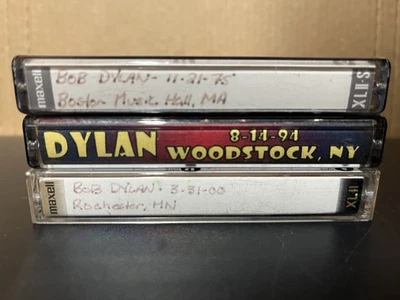 maxell
BOB DYLAN - 11-21-75
Boston Music Hall, MA
XLII-S
DYLAN
8-14-94
WOODSTOCK, NY
maxell
BOB DYLAN - 3-31-00
Rochester, MN
XLII